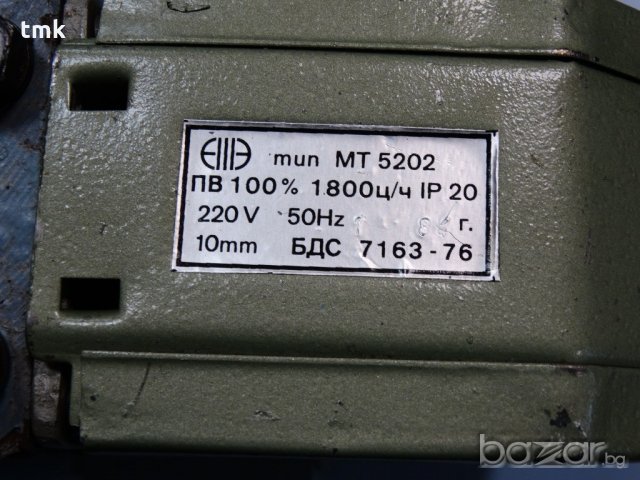 tmk
тип МТ 5202
ПВ 100% 1800ц/ч IP 20
220V 50Hz г.
10mm БДС 7163-76
bazar.bg